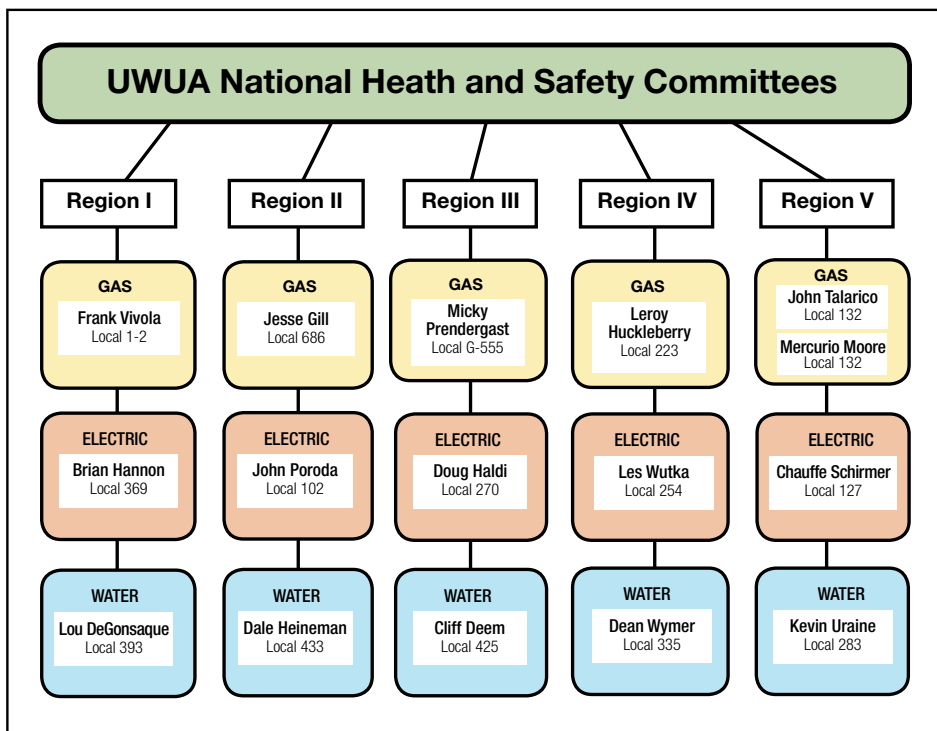 UWUA National Heath and Safety Committees
Region I
Region II
Region III
Region IV
Region V
GAS
Frank Vivola
Local 1-2
GAS
Jesse Gill
Local 686
GAS
Micky
Prendergast
Local G-555
GAS
Leroy
Huckleberry
Local 223
GAS
John Talarico
Local 132
Mercurio Moore
Local 132
ELECTRIC
Brian Hannon
Local 369
ELECTRIC
John Poroda
Local 102
ELECTRIC
Doug Haldi
Local 270
ELECTRIC
Les Wutka
Local 254
ELECTRIC
Chauffe Schirmer
Local 127
WATER
Lou DeGonsaque
Local 393
WATER
Dale Heineman
Local 433
WATER
Cliff Deem
Local 425
WATER
Dean Wymer
Local 335
WATER
Kevin Uraine
Local 283